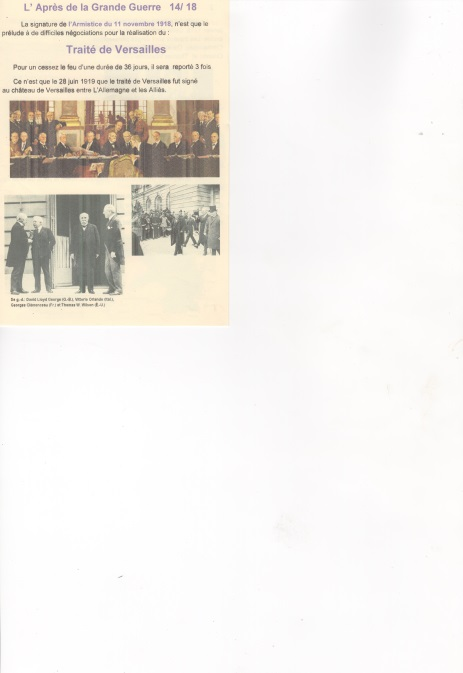 L' Après de la Grande Guerre 14/ 18
La signature de l'Armistice du 11 novembre 1918, n'est que le
prélude à de difficiles négociations pour la réalisation du :
Traité de Versailles
Pour un cessez le feu d'une durée de 36 jours, il sera reporté 3 fois
Ce n'est que le 28 juin 1919 que le traité de Versailles fut signé
au château de Versailles entre L'Allemagne et les Alliés.
De g. à.: David Lloyd George (G.-B.), Vittorio Orlando (Ital.),
Georges Clémenceau (Fr.) et Thomas W. Wilson (E.-U.)